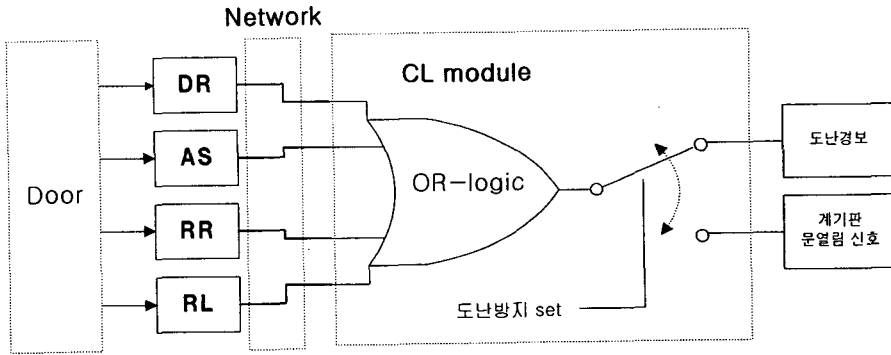 Network
CL module
DR
AS
RR
RL
Door
OR-logic
도난경보
계기판
문열림 신호
도난방지 set